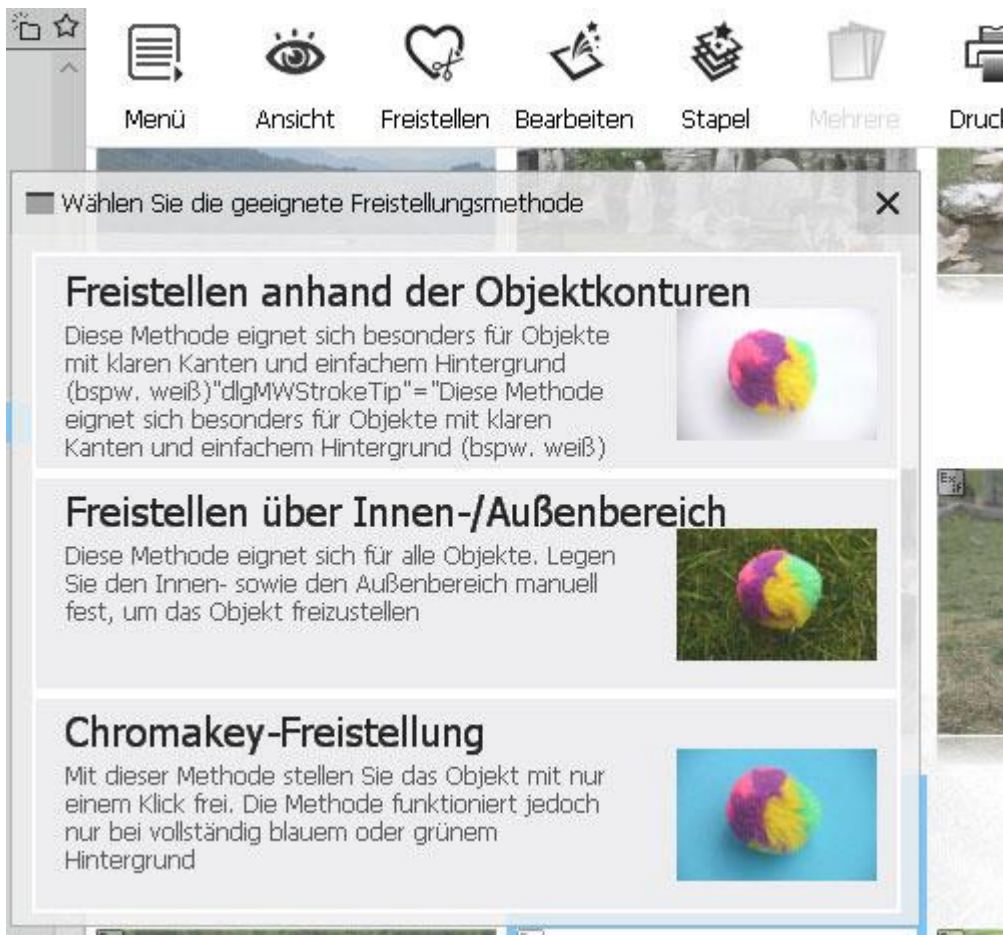 Menü Ansicht Freistellen Bearbeiten Stapel Mehrere
Wählen Sie die geeignete Freistellungsmethode
Freistellen anhand der Objektkonturen
Diese Methode eignet sich besonders für Objekte
mit klaren Kanten und einfachem Hintergrund
(bspw. weiß)"dlgMWStrokeTip"="Diese Methode
eignet sich besonders für Objekte mit klaren
Kanten und einfachem Hintergrund (bspw. weiß)
Freistellen über Innen-/Außenbereich
Diese Methode eignet sich für alle Objekte. Legen
Sie den Innen- sowie den Außenbereich manuell
fest, um das Objekt freizustellen
Chromakey-Freistellung
Mit dieser Methode stellen Sie das Objekt mit nur
einem Klick frei. Die Methode funktioniert jedoch
nur bei vollständig blauem oder grünem
Hintergrund